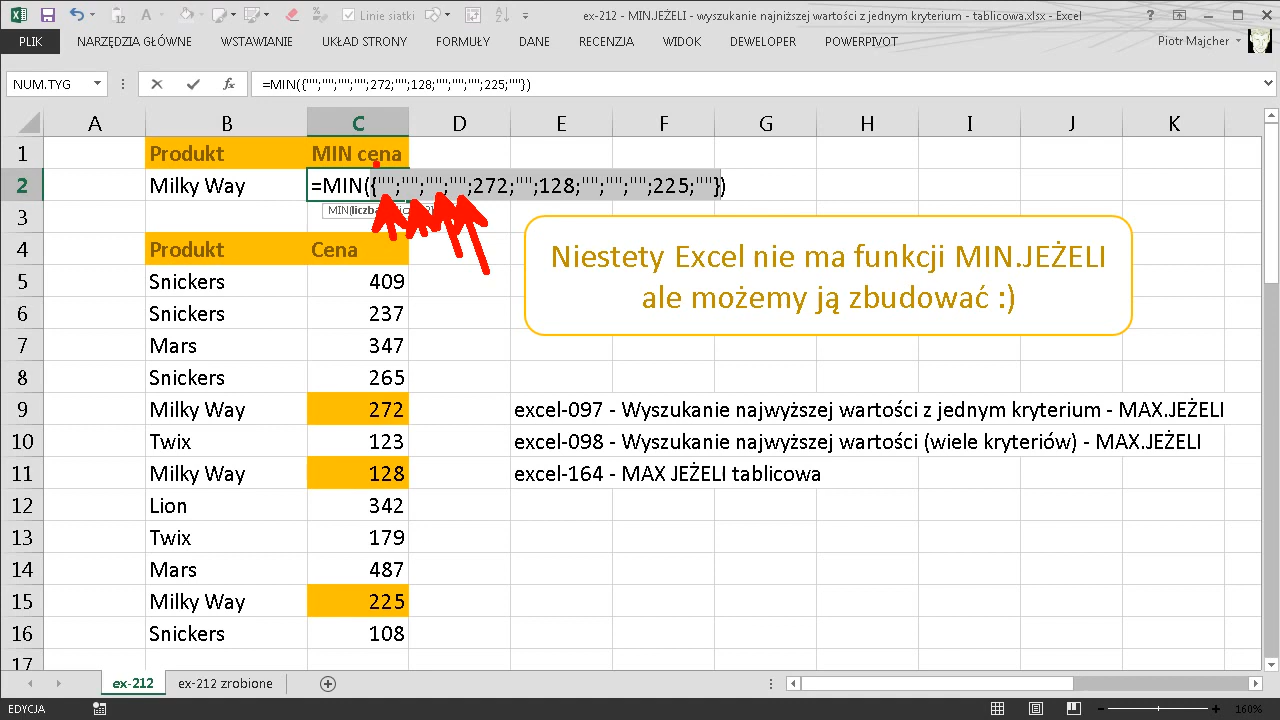 ex-212 - MIN.JEŻELI - wyszukanie najniższej wartości z jednym kryterium - tablicowa.xlsx - Excel
Linie siatki
PLIK NARZĘDZIA GŁÓWNE WSTAWIANIE UKŁAD STRONY FORMUŁY DANE RECENZJA WIDOK DEWELOPER POWERPIVOT Piotr Majcher
NUM.TYG =MIN({"";"";"";"";272;"";128;"";"";"";225;""})
A B C D E F G H I J K
1 Produkt MIN cena
2 Milky Way =MIN({"";"";"";"";272;"";128;"";"";"";225;""})
MIN(liczba
3
Niestety Excel nie ma funkcji MIN.JEŻELI
ale możemy ją zbudować :)
4 Produkt Cena
5 Snickers 409
6 Snickers 237
7 Mars 347
8 Snickers 265
9 Milky Way 272 excel-097 - Wyszukanie najwyższej wartości z jednym kryterium - MAX.JEŻELI
10 Twix 123 excel-098 - Wyszukanie najwyższej wartości (wiele kryteriów) - MAX.JEŻELI
11 Milky Way 128 excel-164 - MAX JEŻELI tablicowa
12 Lion 342
13 Twix 179
14 Mars 487
15 Milky Way 225
16 Snickers 108
17
ex-212 ex-212 zrobione
EDYCJA 160%